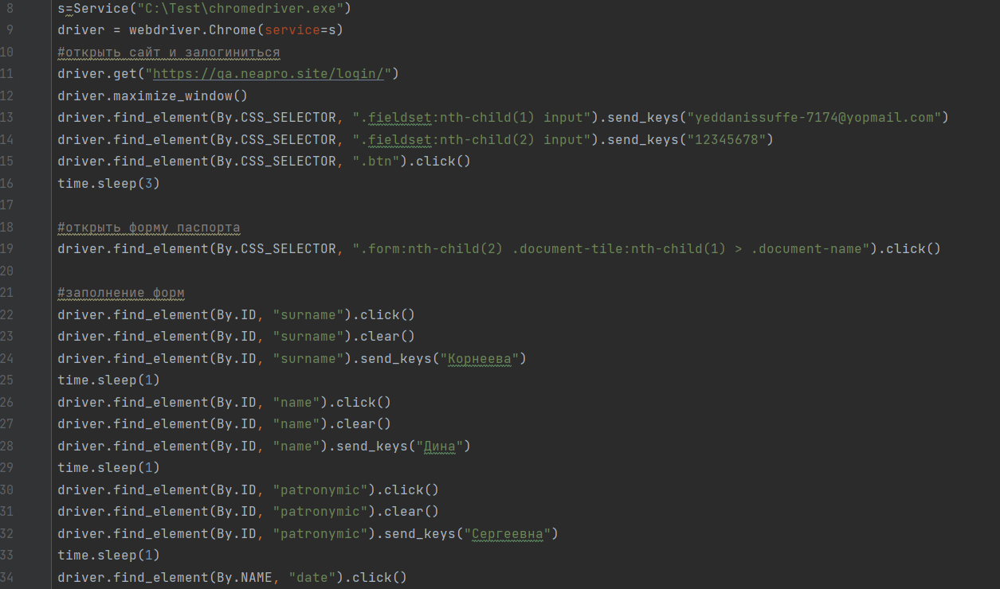 8 s=Service("C:\Test\chromedriver.exe")
9 driver = webdriver.Chrome(service=s)
10 #открыть сайт и залогиниться
11 driver.get("https://qa.neapro.site/login/")
12 driver.maximize_window()
13 driver.find_element(By.CSS_SELECTOR, ".fieldset:nth-child(1) input").send_keys("yeddanissuffe-7174@yopmail.com")
14 driver.find_element(By.CSS_SELECTOR, ".fieldset:nth-child(2) input").send_keys("12345678")
15 driver.find_element(By.CSS_SELECTOR, ".btn").click()
16 time.sleep(3)
17
18 #открыть форму паспорта
19 driver.find_element(By.CSS_SELECTOR, ".form:nth-child(2) .document-tile:nth-child(1) > .document-name").click()
20
21 #заполнение форм
22 driver.find_element(By.ID, "surname").click()
23 driver.find_element(By.ID, "surname").clear()
24 driver.find_element(By.ID, "surname").send_keys("Корнеева")
25 time.sleep(1)
26 driver.find_element(By.ID, "name").click()
27 driver.find_element(By.ID, "name").clear()
28 driver.find_element(By.ID, "name").send_keys("Дина")
29 time.sleep(1)
30 driver.find_element(By.ID, "patronymic").click()
31 driver.find_element(By.ID, "patronymic").clear()
32 driver.find_element(By.ID, "patronymic").send_keys("Сергеевна")
33 time.sleep(1)
34 driver.find_element(By.NAME, "date").click()